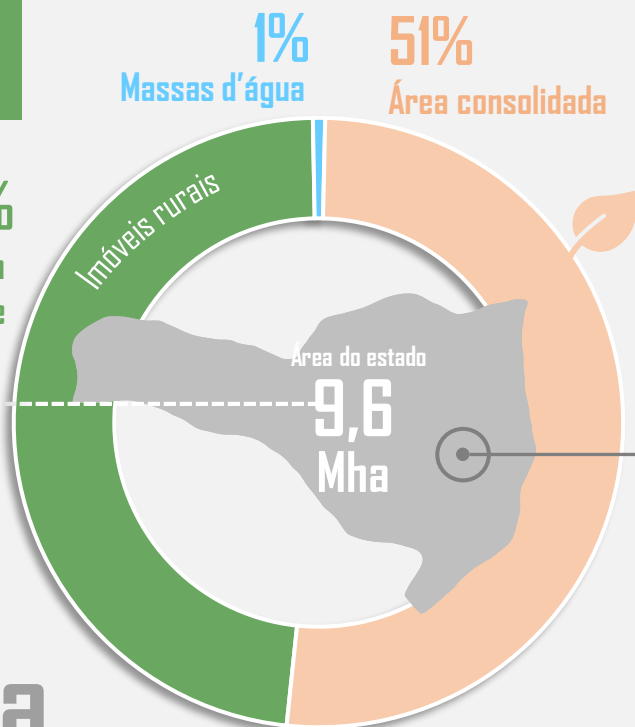 1%
Massas d’água
51%
Área consolidada
%
Imóveis rurais
e
Área do estado
9,6
Mha
a